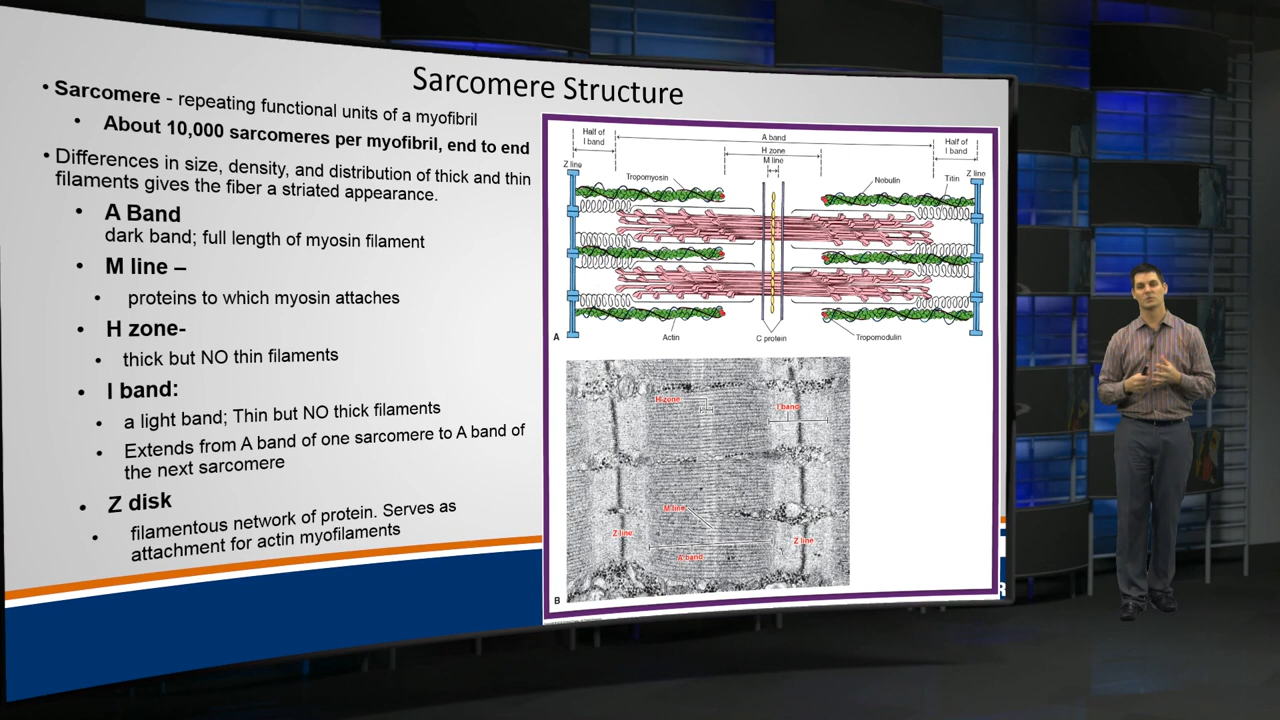 Sarcomere Structure
• Sarcomere - repeating functional units of a myofibril
• About 10,000 sarcomeres per myofibril, end to end
• Differences in size, density, and distribution of thick and thin
filaments gives the fiber a striated appearance.
• A Band
dark band; full length of myosin filament
• M line –
• proteins to which myosin attaches
• H zone-
• thick but NO thin filaments
• I band:
• a light band; Thin but NO thick filaments
• Extends from A band of one sarcomere to A band of
the next sarcomere
• Z disk
• filamentous network of protein. Serves as
attachment for actin myofilaments
Half of
I band
A band
Half of
I band
H zone
M line
Z line
Z line
Tropomyosin
Nebulin
Titin
A
Actin
C protein
Tropomodulin
H zone
I band
M line
Z line
Z line
A band
B
R